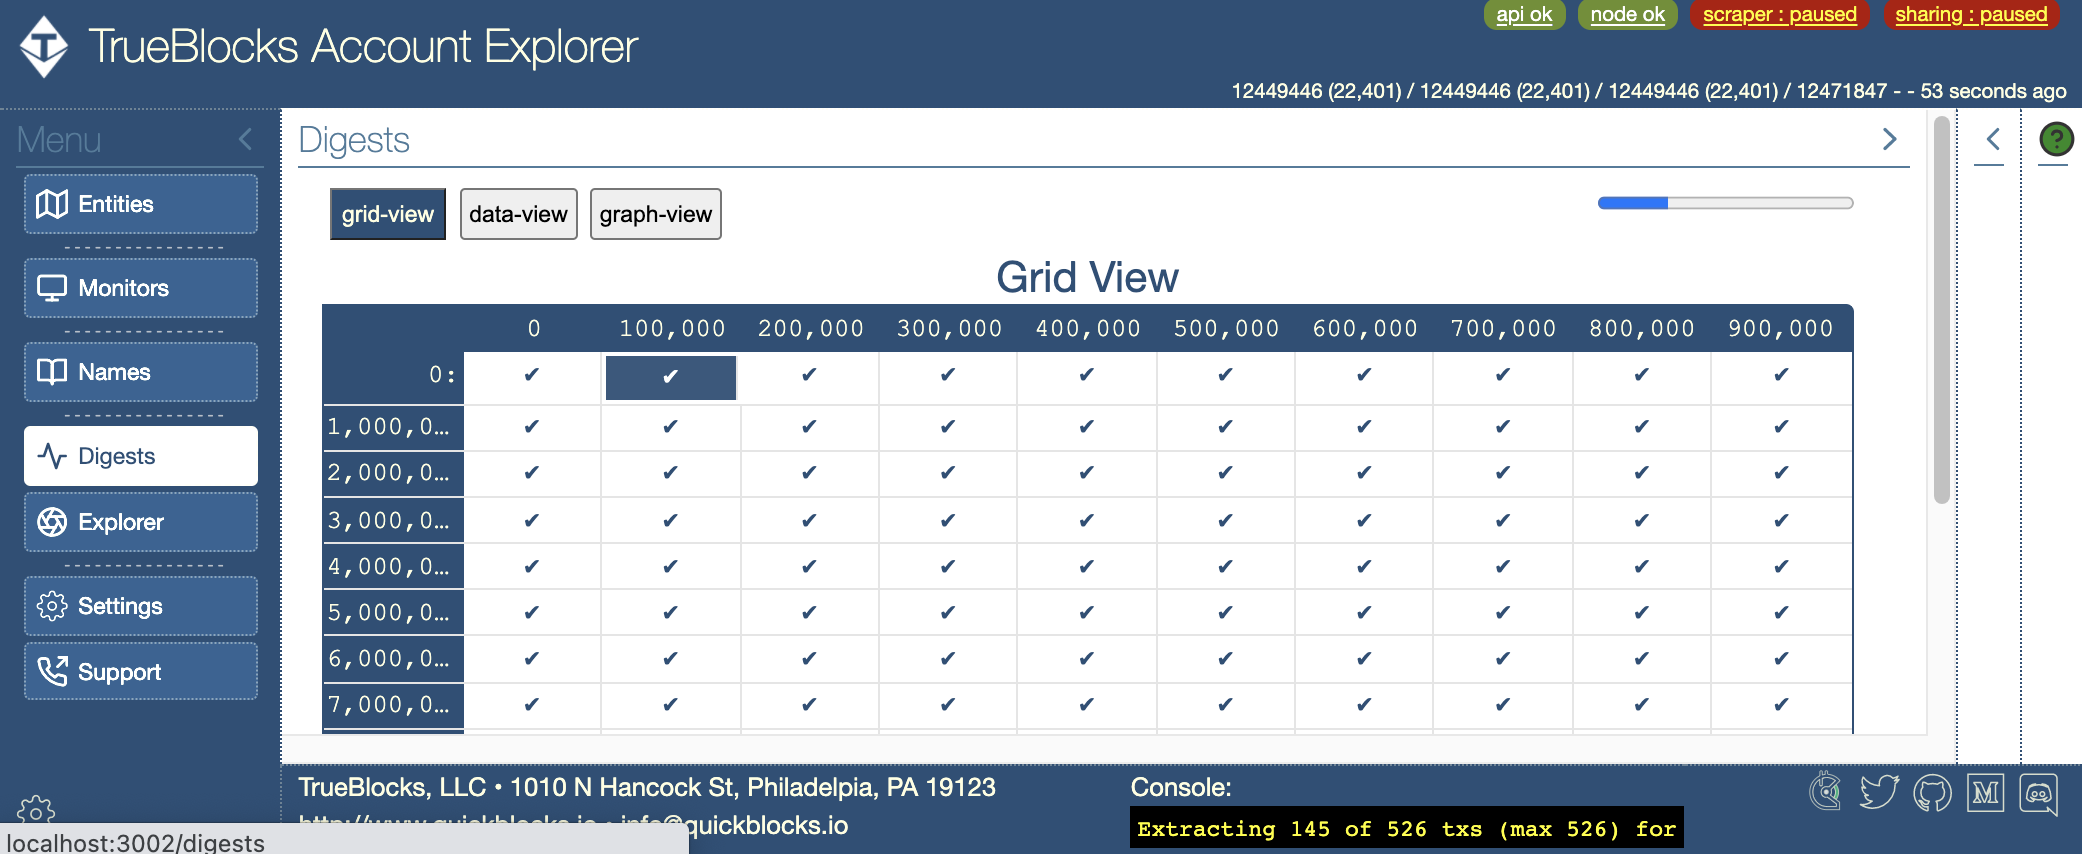 TrueBlocks Account Explorer
api ok node ok scraper : paused sharing : paused
12449446 (22,401) / 12449446 (22,401) / 12449446 (22,401) / 12471847 - - 53 seconds ago
Menu
Entities
Monitors
Names
Digests
Explorer
Settings
Support
Digests
grid-view data-view graph-view
Grid View
0 100,000 200,000 300,000 400,000 500,000 600,000 700,000 800,000 900,000
0: ✔ ✔ ✔ ✔ ✔ ✔ ✔ ✔ ✔ ✔
1,000,0… ✔ ✔ ✔ ✔ ✔ ✔ ✔ ✔ ✔ ✔
2,000,0… ✔ ✔ ✔ ✔ ✔ ✔ ✔ ✔ ✔ ✔
3,000,0… ✔ ✔ ✔ ✔ ✔ ✔ ✔ ✔ ✔ ✔
4,000,0… ✔ ✔ ✔ ✔ ✔ ✔ ✔ ✔ ✔ ✔
5,000,0… ✔ ✔ ✔ ✔ ✔ ✔ ✔ ✔ ✔ ✔
6,000,0… ✔ ✔ ✔ ✔ ✔ ✔ ✔ ✔ ✔ ✔
7,000,0… ✔ ✔ ✔ ✔ ✔ ✔ ✔ ✔ ✔ ✔
TrueBlocks, LLC • 1010 N Hancock St, Philadelpia, PA 19123
http://www.quickblocks.io • info@quickblocks.io
Console:
Extracting 145 of 526 txs (max 526) for
localhost:3002/digests